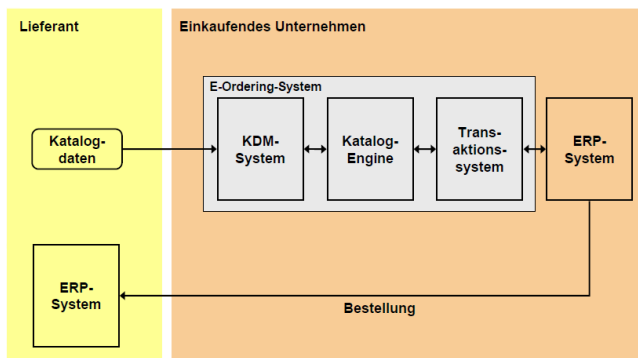 Lieferant
Einkaufendes Unternehmen
E-Ordering-System
Katalog-
daten
KDM-
System
Katalog-
Engine
Trans-
aktions-
system
ERP-
System
ERP-
System
Bestellung